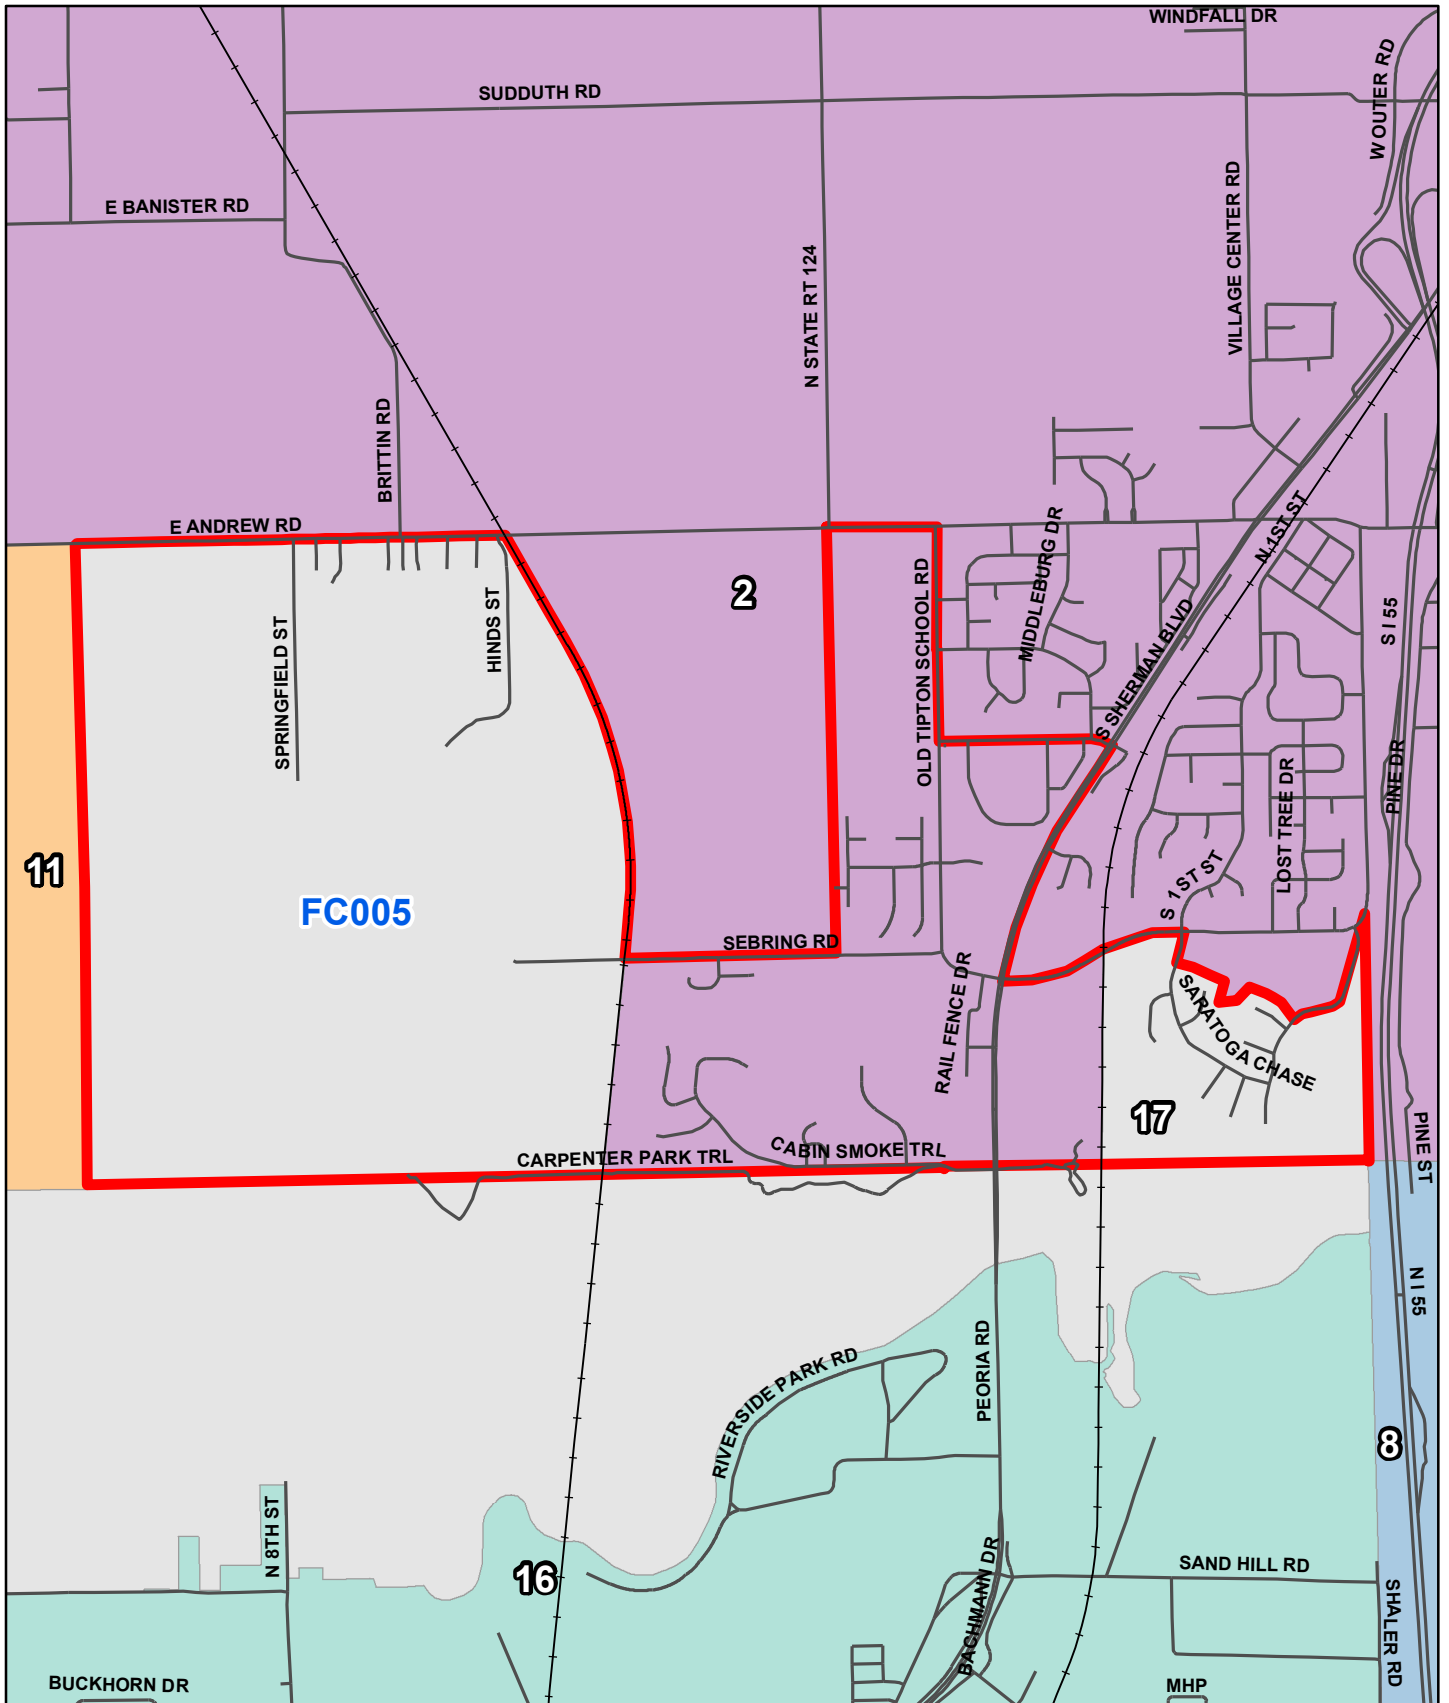 WINDFALL DR
W OUTER RD
SUDDUTH RD
E BANISTER RD
VILLAGE CENTER RD
N STATE RT 124
BRITTIN RD
E ANDREW RD
N 1ST ST
MIDDLEBURG DR
2
OLD TIPTON SCHOOL RD
S I 55
HINDS ST
SPRINGFIELD ST
S SHERMAN BLVD
PINE DR
LOST TREE DR
11
FC005
S 1ST ST
SEBRING RD
RAIL FENCE DR
SARATOGA CHASE
17
CARPENTER PARK TRL
CABIN SMOKE TRL
PINE ST
N I 55
PEORIA RD
RIVERSIDE PARK RD
8
N 8TH ST
16
BACHMANN DR
SAND HILL RD
SHALER RD
BUCKHORN DR
MHP